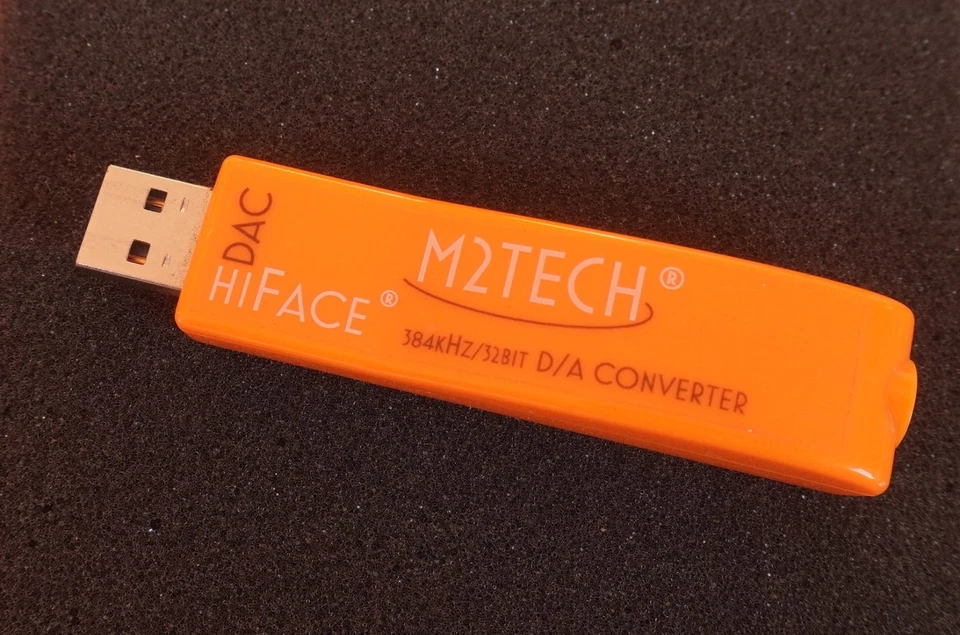 DAC
HIFACE®
M2TECH®
384KHZ/32BIT D/A CONVERTER